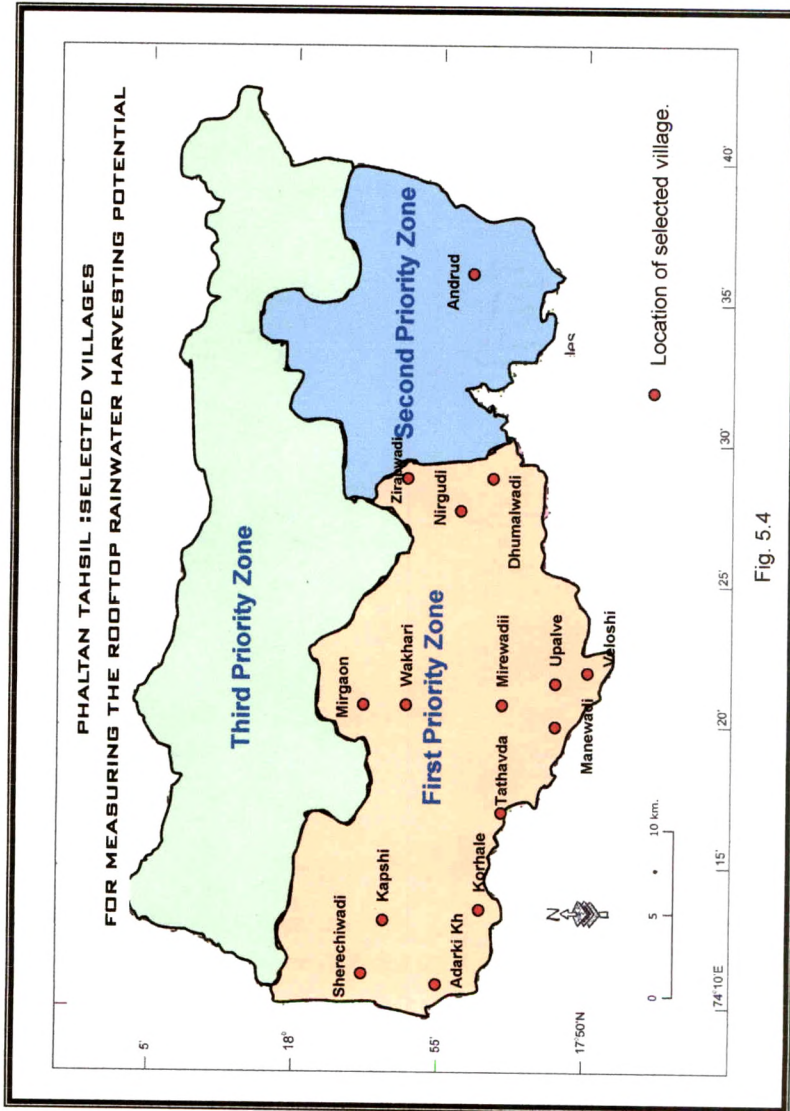 PHALTAN TAHSIL :SELECTED VILLAGES
FOR MEASURING THE ROOFTOP RAINWATER HARVESTING POTENTIAL
5'
18°
55'
17°50'N
Third Priority Zone
Second Priority Zone
First Priority Zone
Sherechiwadi
Kapshi
Adarki Kh
Korhale
Tathavda
Mirgaon
Wakhari
Mirewadii
Manewadi
Upalve
Veloshi
Nirgudi
Dhumalwadi
Andrud
les
N
0 5 10 km.
Location of selected village.
74°10'E
15'
20'
25'
30'
35'
40'
Fig. 5.4